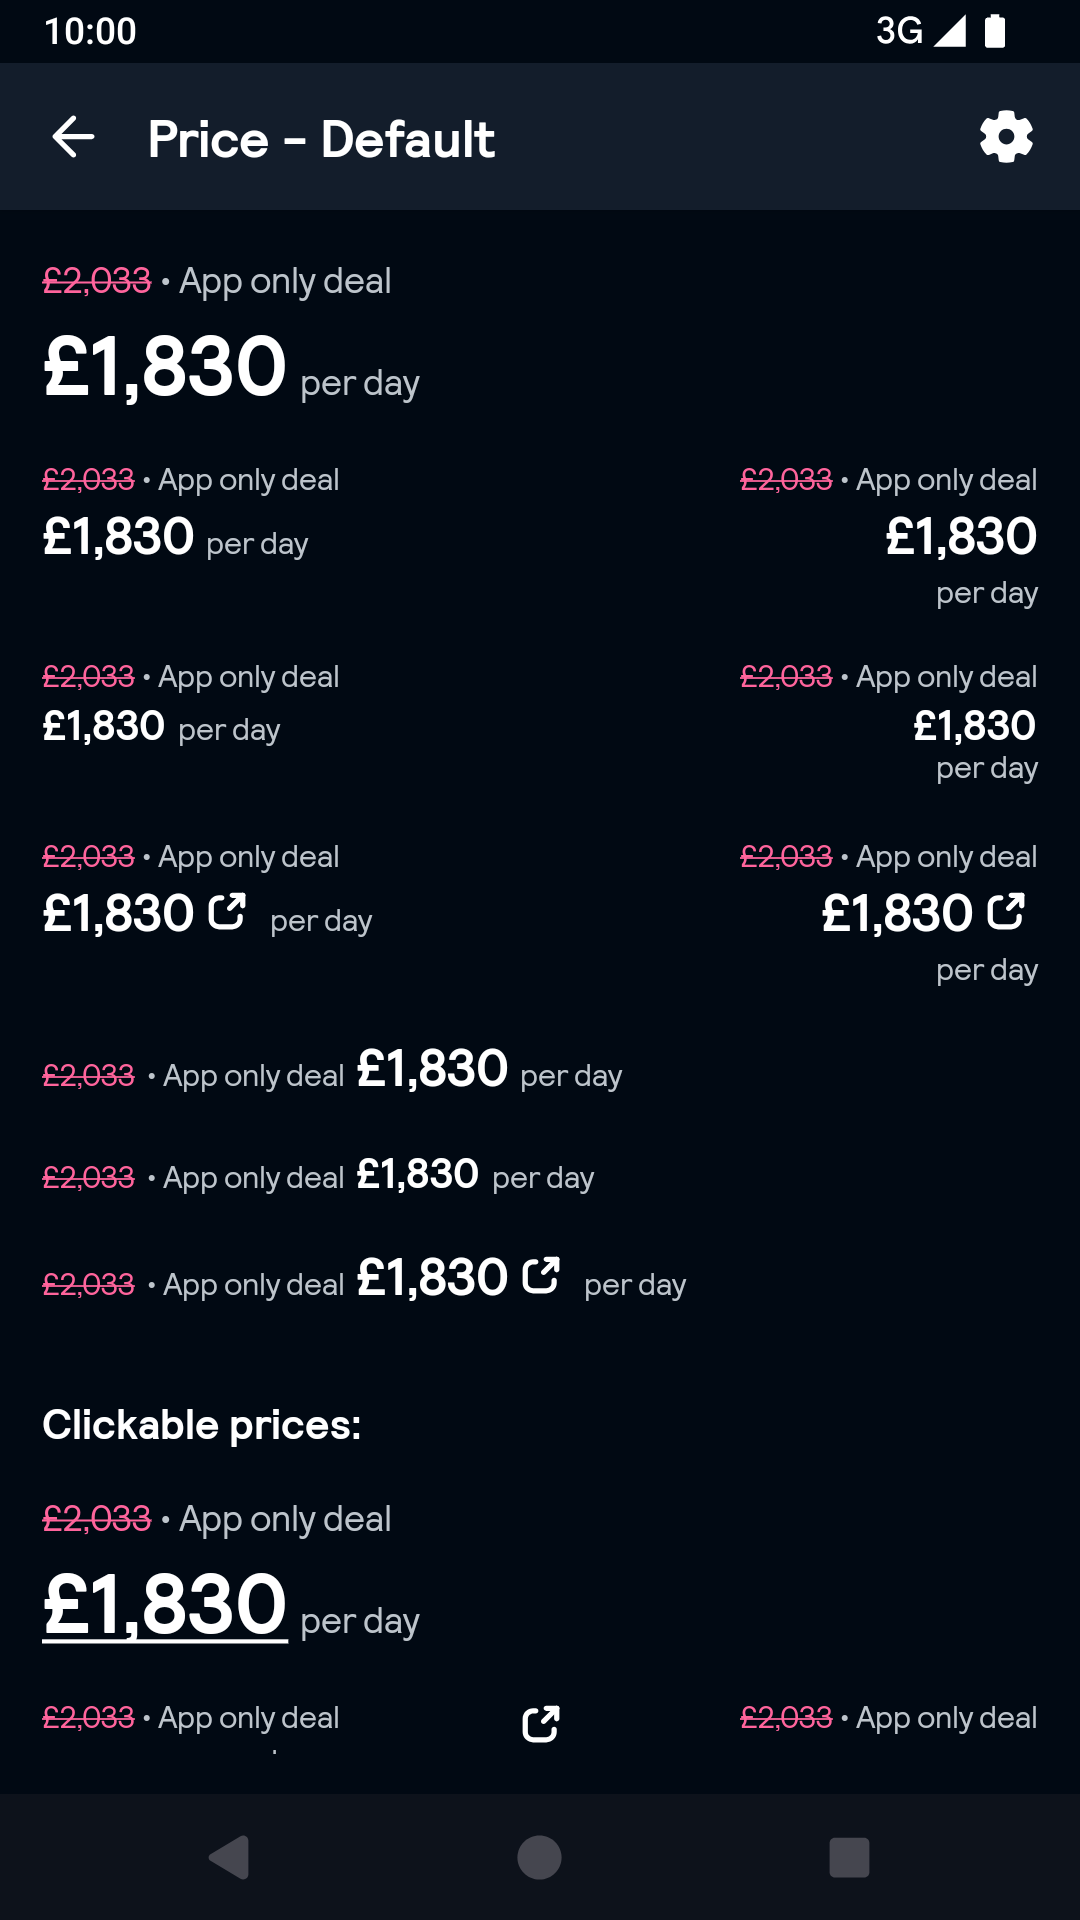 10:00 3G
Price - Default
£2,033 • App only deal
£1,830 per day
£2,033 • App only deal £2,033 • App only deal
£1,830 per day £1,830
per day
£2,033 • App only deal £2,033 • App only deal
£1,830 per day £1,830
per day
£2,033 • App only deal £2,033 • App only deal
£1,830 per day £1,830
per day
£2,033 • App only deal £1,830 per day
£2,033 • App only deal £1,830 per day
£2,033 • App only deal £1,830 per day
Clickable prices:
£2,033 • App only deal
£1,830 per day
£2,033 • App only deal £2,033 • App only deal